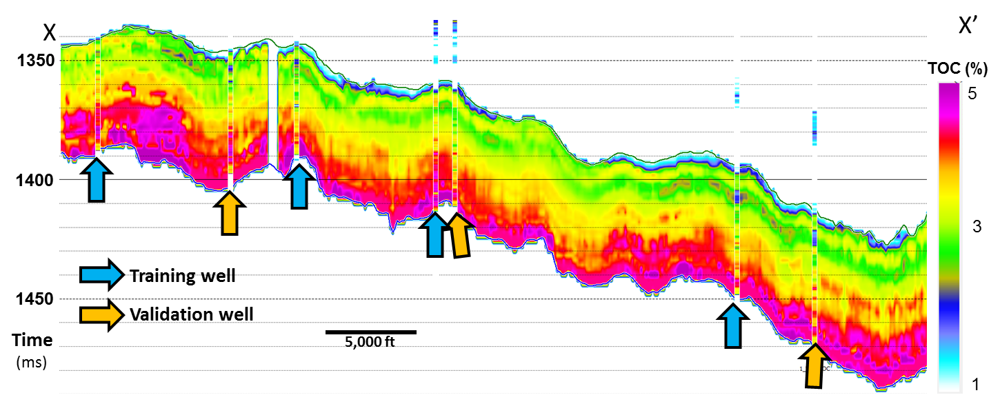 X
X’
1350
TOC (%)
5
3
1
1400
Training well
1450
Validation well
Time
(ms)
5,000 ft